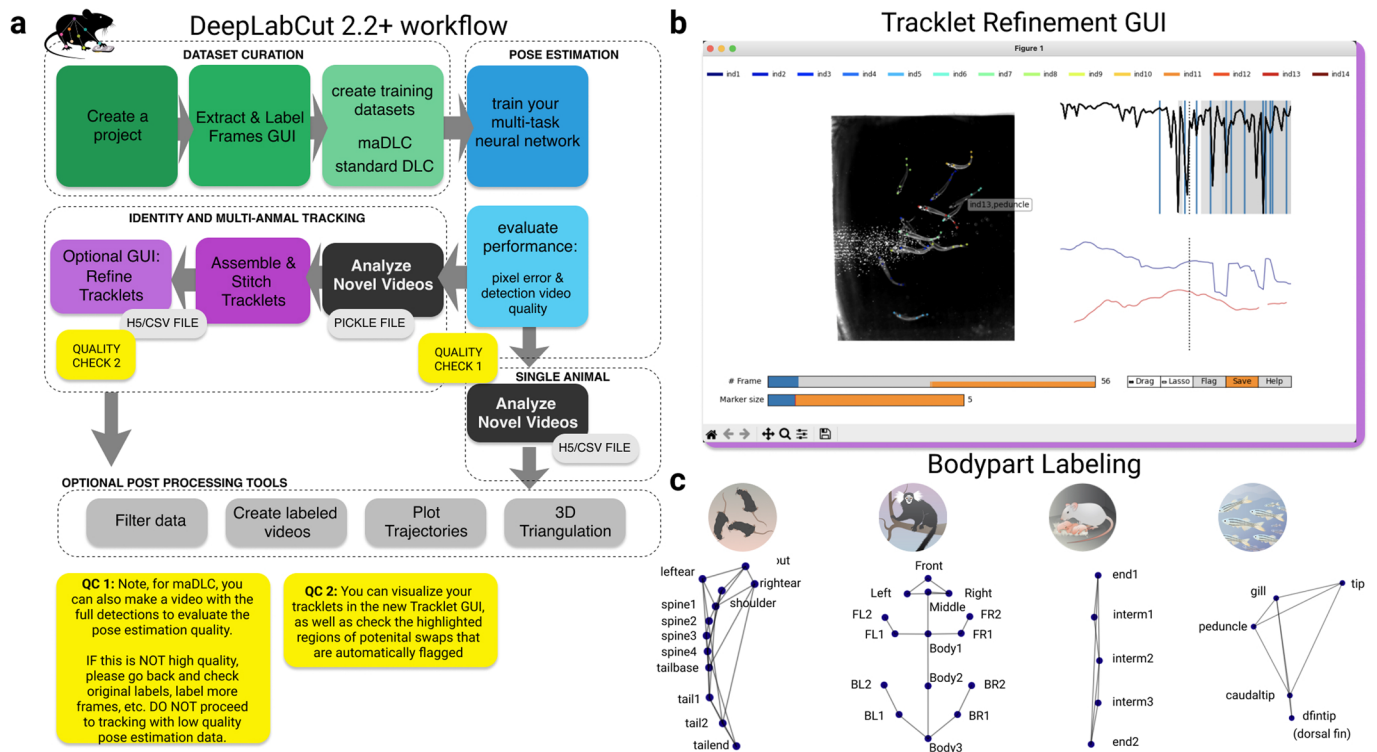 a
DeepLabCut 2.2+ workflow
DATASET CURATION
POSE ESTIMATION
Create a
project
Extract & Label
Frames GUI
create training
datasets
maDLC
standard DLC
train your
multi-task
neural network
IDENTITY AND MULTI-ANMAL TRACKING
Optional GUI:
Refine
Tracklets
H5/CSV FILE
QUALITY
CHECK 2
Assemble &
Stitch
Tracklets
Analyze
Novel Videos
PICKLE FILE
evaluate
performance:
pixel error &
detection video
quality
QUALITY
CHECK 1
SINGLE ANIMAL
Analyze
Novel Videos
H5/CSV FILE
OPTIONAL POST PROCESSING TOOLS
Filter data
Create labeled
videos
Plot
Trajectories
3D
Triangulation
QC 1: Note, for maDLC, you
can also make a video with the
full detections to evaluate the
pose estimation quality.
IF this is NOT high quality,
please go back and check
original labels, label more
frames, etc. DO NOT proceed
to tracking with low quality
pose estimation data.
QC 2: You can visualize your
tracklets in the new Tracklet GUI,
as well as check the highlighted
regions of potenital swaps that
are automatically flagged
b
Tracklet Refinement GUI
Figure 1
ind1 ind2 ind3 ind4 ind5 ind6 ind7 ind8 ind9 ind10 ind11 ind12 ind13 ind14
ind13,peduncle
# Frame 56
Drag Lasso Flag Save Help
Marker size 5
c
Bodypart Labeling
leftear
out
rightear
shoulder
spine1
spine2
spine3
spine4
tailbase
tail1
tail2
tailend
Front
Left
Right
Middle
FL2
FR2
FL1
FR1
Body1
BL2
Body2
BR2
BL1
BR1
Body3
end1
interm1
interm2
interm3
end2
gill
tip
peduncle
caudaltip
dfintip
(dorsal fin)